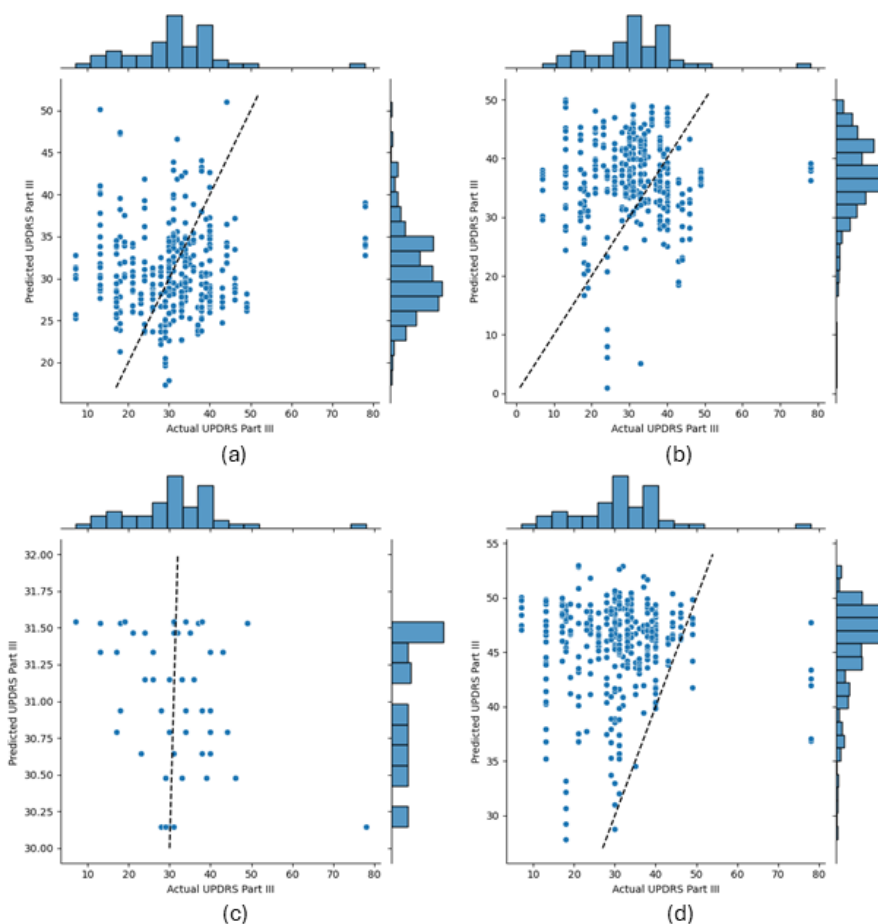 50
45
40
35
30
25
20
Predicted UPDRS Part III
10 20 30 40 50 60 70 80
Actual UPDRS Part III
(a)
50
40
30
20
10
0
Predicted UPDRS Part III
0 10 20 30 40 50 60 70 80
Actual UPDRS Part III
(b)
32.00
31.75
31.50
31.25
31.00
30.75
30.50
30.25
30.00
Predicted UPDRS Part III
10 20 30 40 50 60 70 80
Actual UPDRS Part III
(c)
55
50
45
40
35
30
Predicted UPDRS Part III
10 20 30 40 50 60 70 80
Actual UPDRS Part III
(d)